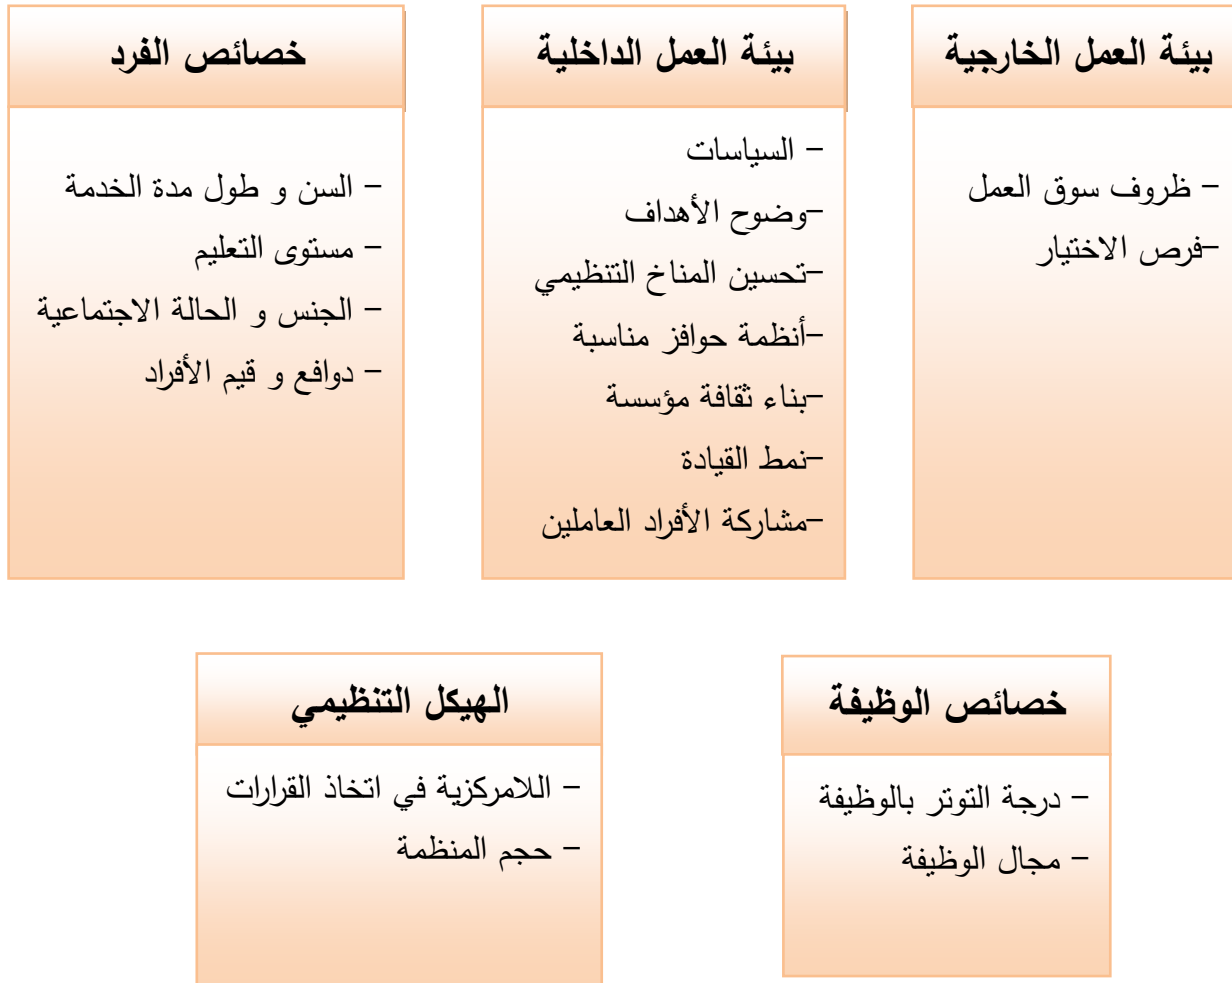 بيئة العمل الخارجية
– ظروف سوق العمل
–فرص الاختيار
بيئة العمل الداخلية
– السياسات
–وضوح الأهداف
–تحسين المناخ التنظيمي
–أنظمة حوافز مناسبة
–بناء ثقافة مؤسسة
–نمط القيادة
–مشاركة الأفراد العاملين
خصائص الفرد
– السن و طول مدة الخدمة
– مستوى التعليم
– الجنس و الحالة الاجتماعية
– دوافع و قيم الأفراد
خصائص الوظيفة
– درجة التوتر بالوظيفة
– مجال الوظيفة
الهيكل التنظيمي
– اللامركزية في اتخاذ القرارات
– حجم المنظمة